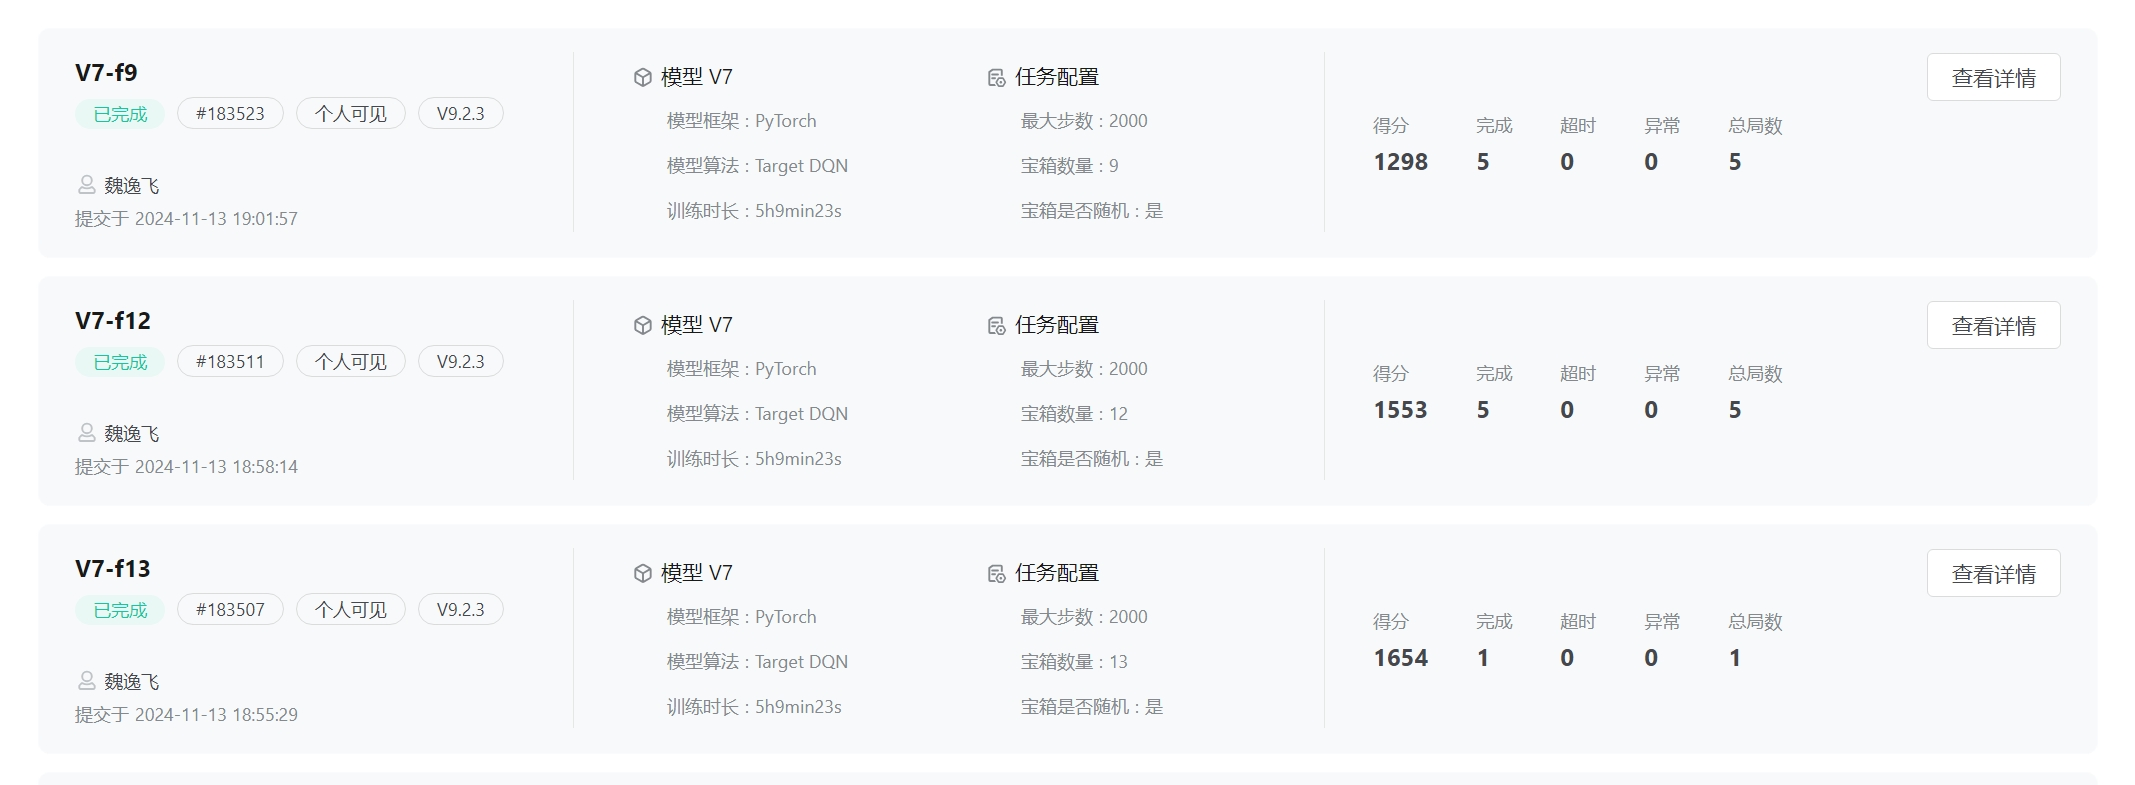 V7-f9
已完成 #183523 个人可见 V9.2.3
魏逸飞
提交于 2024-11-13 19:01:57
模型 V7
模型框架 : PyTorch
模型算法 : Target DQN
训练时长 : 5h9min23s
任务配置
最大步数 : 2000
宝箱数量 : 9
宝箱是否随机 : 是
得分 完成 超时 异常 总局数
1298 5 0 0 5
查看详情
V7-f12
已完成 #183511 个人可见 V9.2.3
魏逸飞
提交于 2024-11-13 18:58:14
模型 V7
模型框架 : PyTorch
模型算法 : Target DQN
训练时长 : 5h9min23s
任务配置
最大步数 : 2000
宝箱数量 : 12
宝箱是否随机 : 是
得分 完成 超时 异常 总局数
1553 5 0 0 5
查看详情
V7-f13
已完成 #183507 个人可见 V9.2.3
魏逸飞
提交于 2024-11-13 18:55:29
模型 V7
模型框架 : PyTorch
模型算法 : Target DQN
训练时长 : 5h9min23s
任务配置
最大步数 : 2000
宝箱数量 : 13
宝箱是否随机 : 是
得分 完成 超时 异常 总局数
1654 1 0 0 1
查看详情